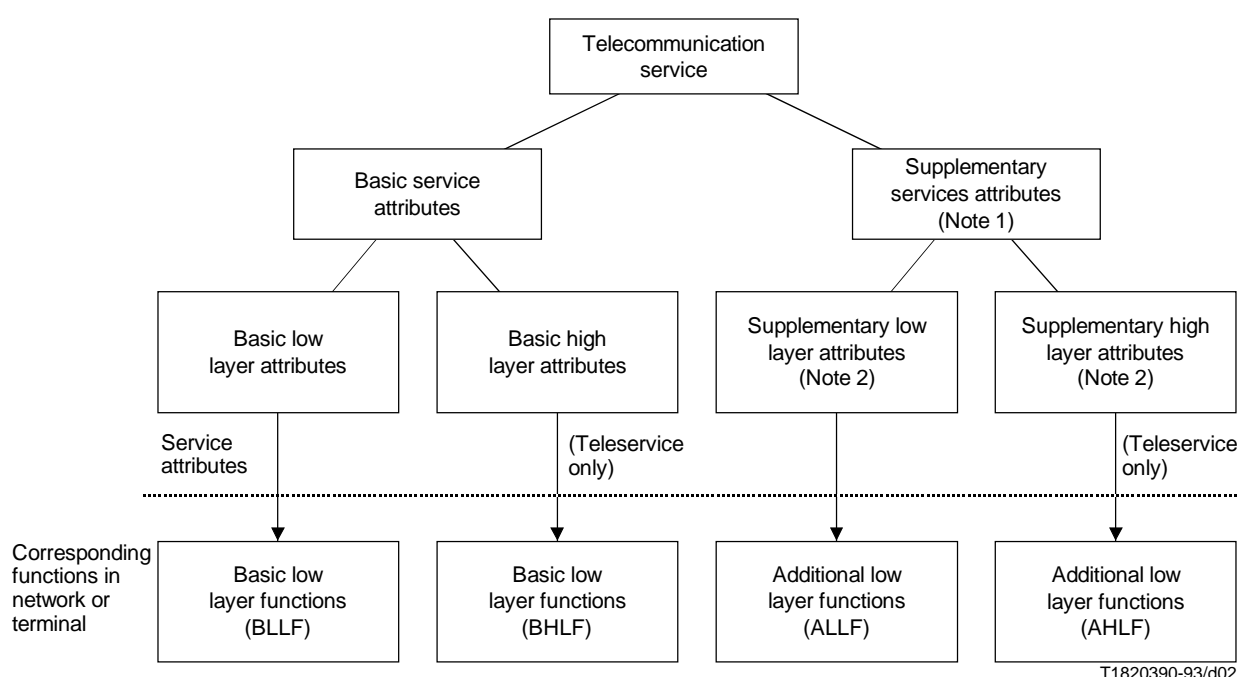 Telecommunication
service
Basic service
attributes
Supplementary
services attributes
(Note 1)
Basic low
layer attributes
Basic high
layer attributes
Supplementary low
layer attributes
(Note 2)
Supplementary high
layer attributes
(Note 2)
Service
attributes
(Teleservice
only)
(Teleservice
only)
Corresponding
functions in
network or
terminal
Basic low
layer functions
(BLLF)
Basic low
layer functions
(BHLF)
Additional low
layer functions
(ALLF)
Additional low
layer functions
(AHLF)
T1820390-93/d02